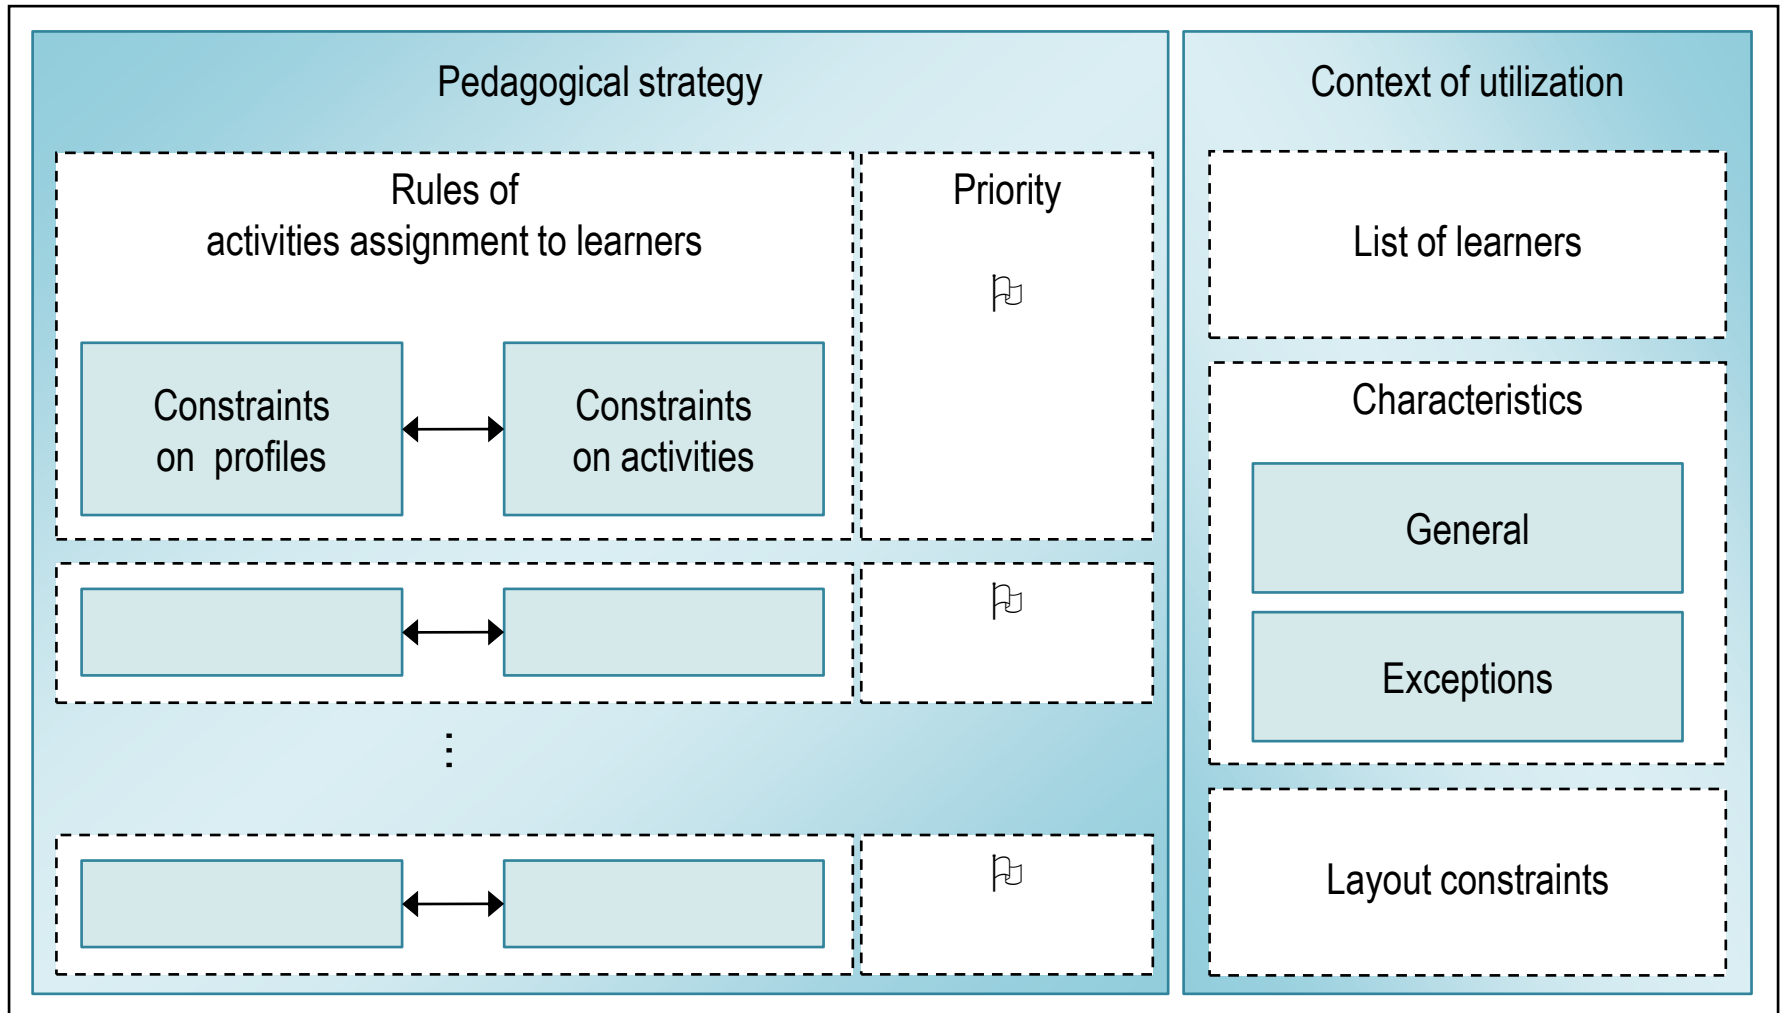 Pedagogical strategy
Rules of
activities assignment to learners
Priority
Constraints
on profiles
Constraints
on activities
...
Context of utilization
List of learners
Characteristics
General
Exceptions
Layout constraints